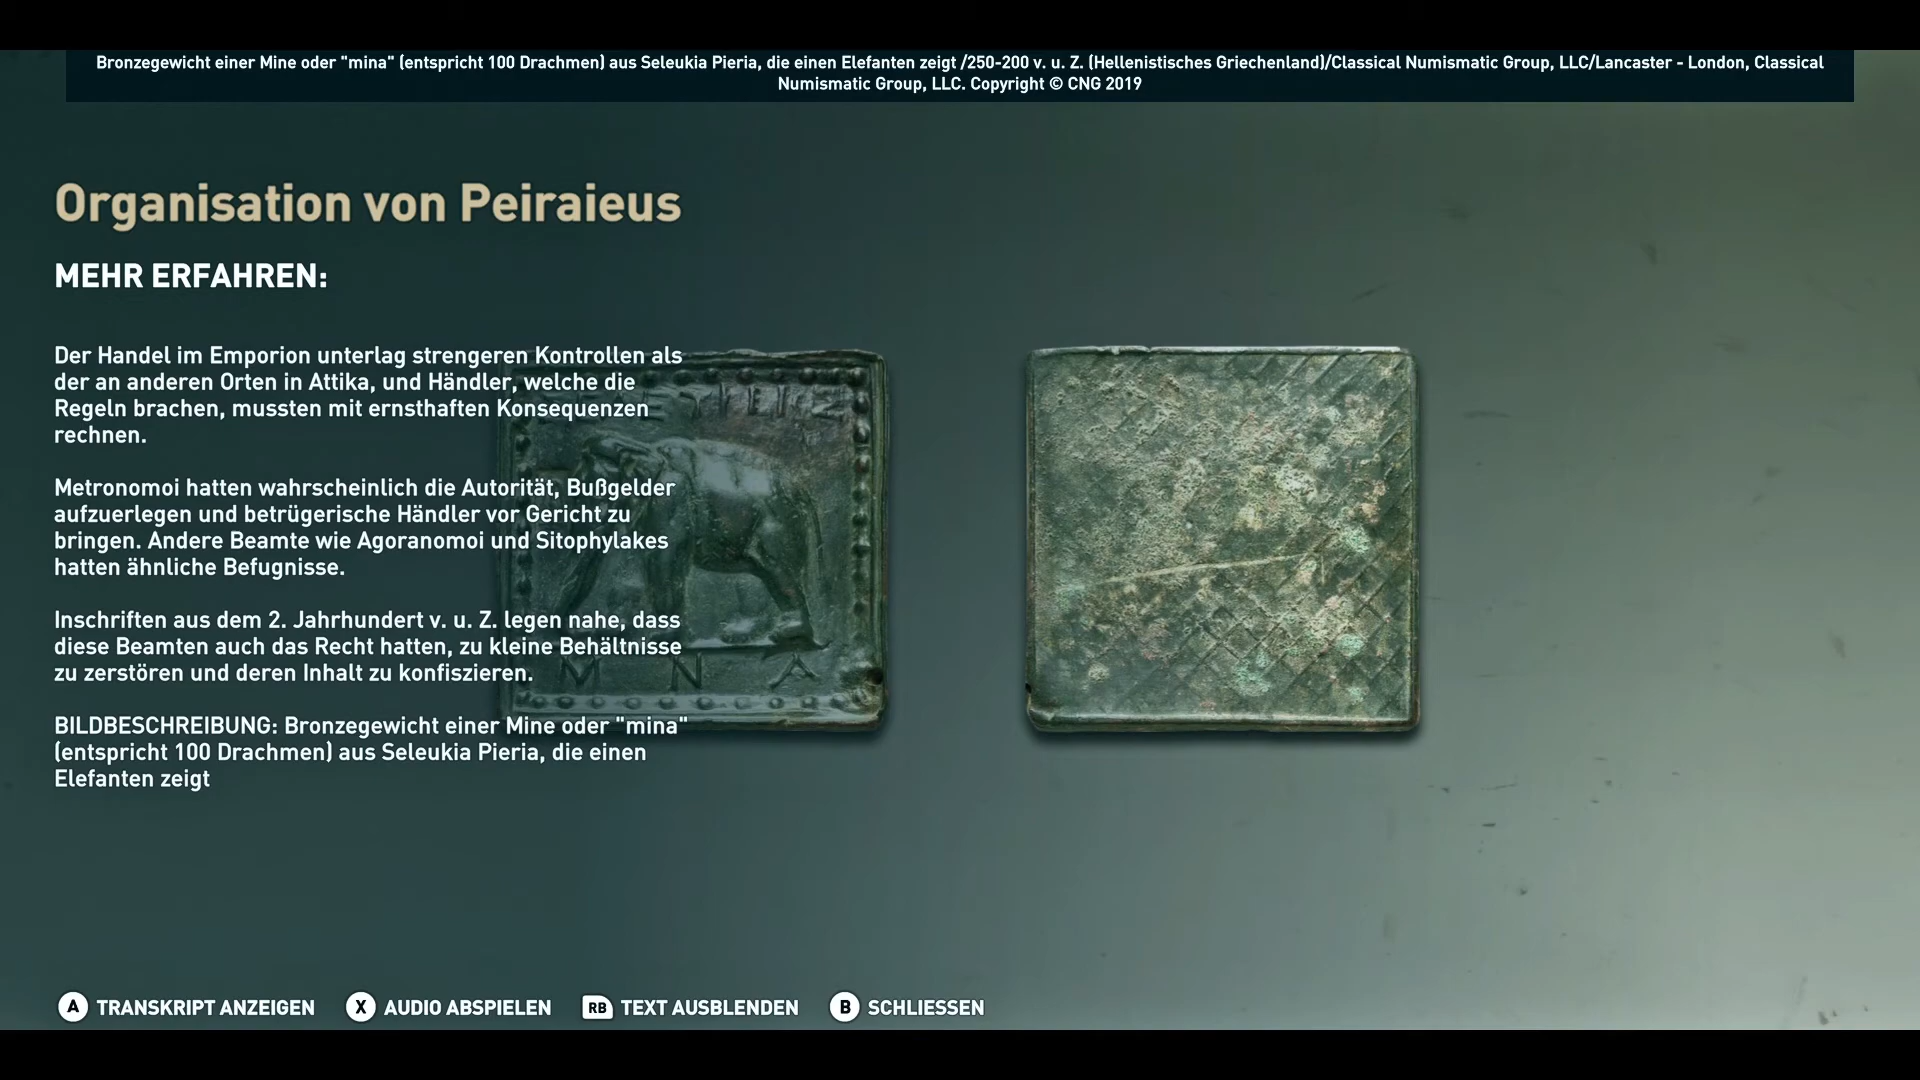 Bronzegewicht einer Mine oder "mina" (entspricht 100 Drachmen) aus Seleukia Pieria, die einen Elefanten zeigt /250-200 v. u. Z. (Hellenistisches Griechenland)/Classical Numismatic Group, LLC/Lancaster - London, Classical
Numismatic Group, LLC. Copyright © CNG 2019
Organisation von Peiraieus
MEHR ERFAHREN:
Der Handel im Emporion unterlag strengeren Kontrollen als
der an anderen Orten in Attika, und Händler, welche die
Regeln brachen, mussten mit ernsthaften Konsequenzen
rechnen.
Metronomoi hatten wahrscheinlich die Autorität, Bußgelder
aufzuerlegen und betrügerische Händler vor Gericht zu
bringen. Andere Beamte wie Agoranomoi und Sitophylakes
hatten ähnliche Befugnisse.
Inschriften aus dem 2. Jahrhundert v. u. Z. legen nahe, dass
diese Beamten auch das Recht hatten, zu kleine Behältnisse
zu zerstören und deren Inhalt zu konfiszieren.
BILDBESCHREIBUNG: Bronzegewicht einer Mine oder "mina"
(entspricht 100 Drachmen) aus Seleukia Pieria, die einen
Elefanten zeigt
M N A
A TRANSKRIPT ANZEIGEN X AUDIO ABSPIELEN RB TEXT AUSBLENDEN B SCHLIESSEN